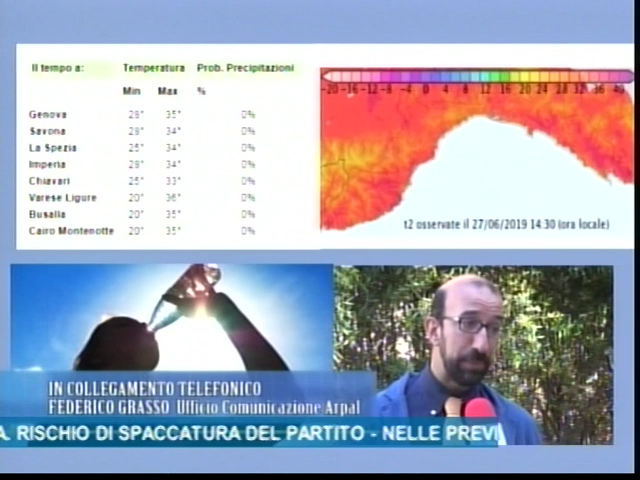 Il tempo a: Temperatura Prob. Precipitazioni
Min Max %
Genova 28° 35° 0%
Savona 28° 34° 0%
La Spezia 25° 34° 0%
Imperia 28° 34° 0%
Chiavari 25° 33° 0%
Varese Ligure 20° 36° 0%
Busalla 20° 35° 0%
Cairo Montenotte 20° 35° 0%
-20 -16 -12 -8 -4 0 4 8 12 16 20 24 28 32 36 40
t2 osservate il 27/06/2019 14:30 (ora locale)
IN COLLEGAMENTO TELEFONICO
FEDERICO GRASSO Ufficio Comunicazione Arpal
A. RISCHIO DI SPACCATURA DEL PARTITO - NELLE PREVI